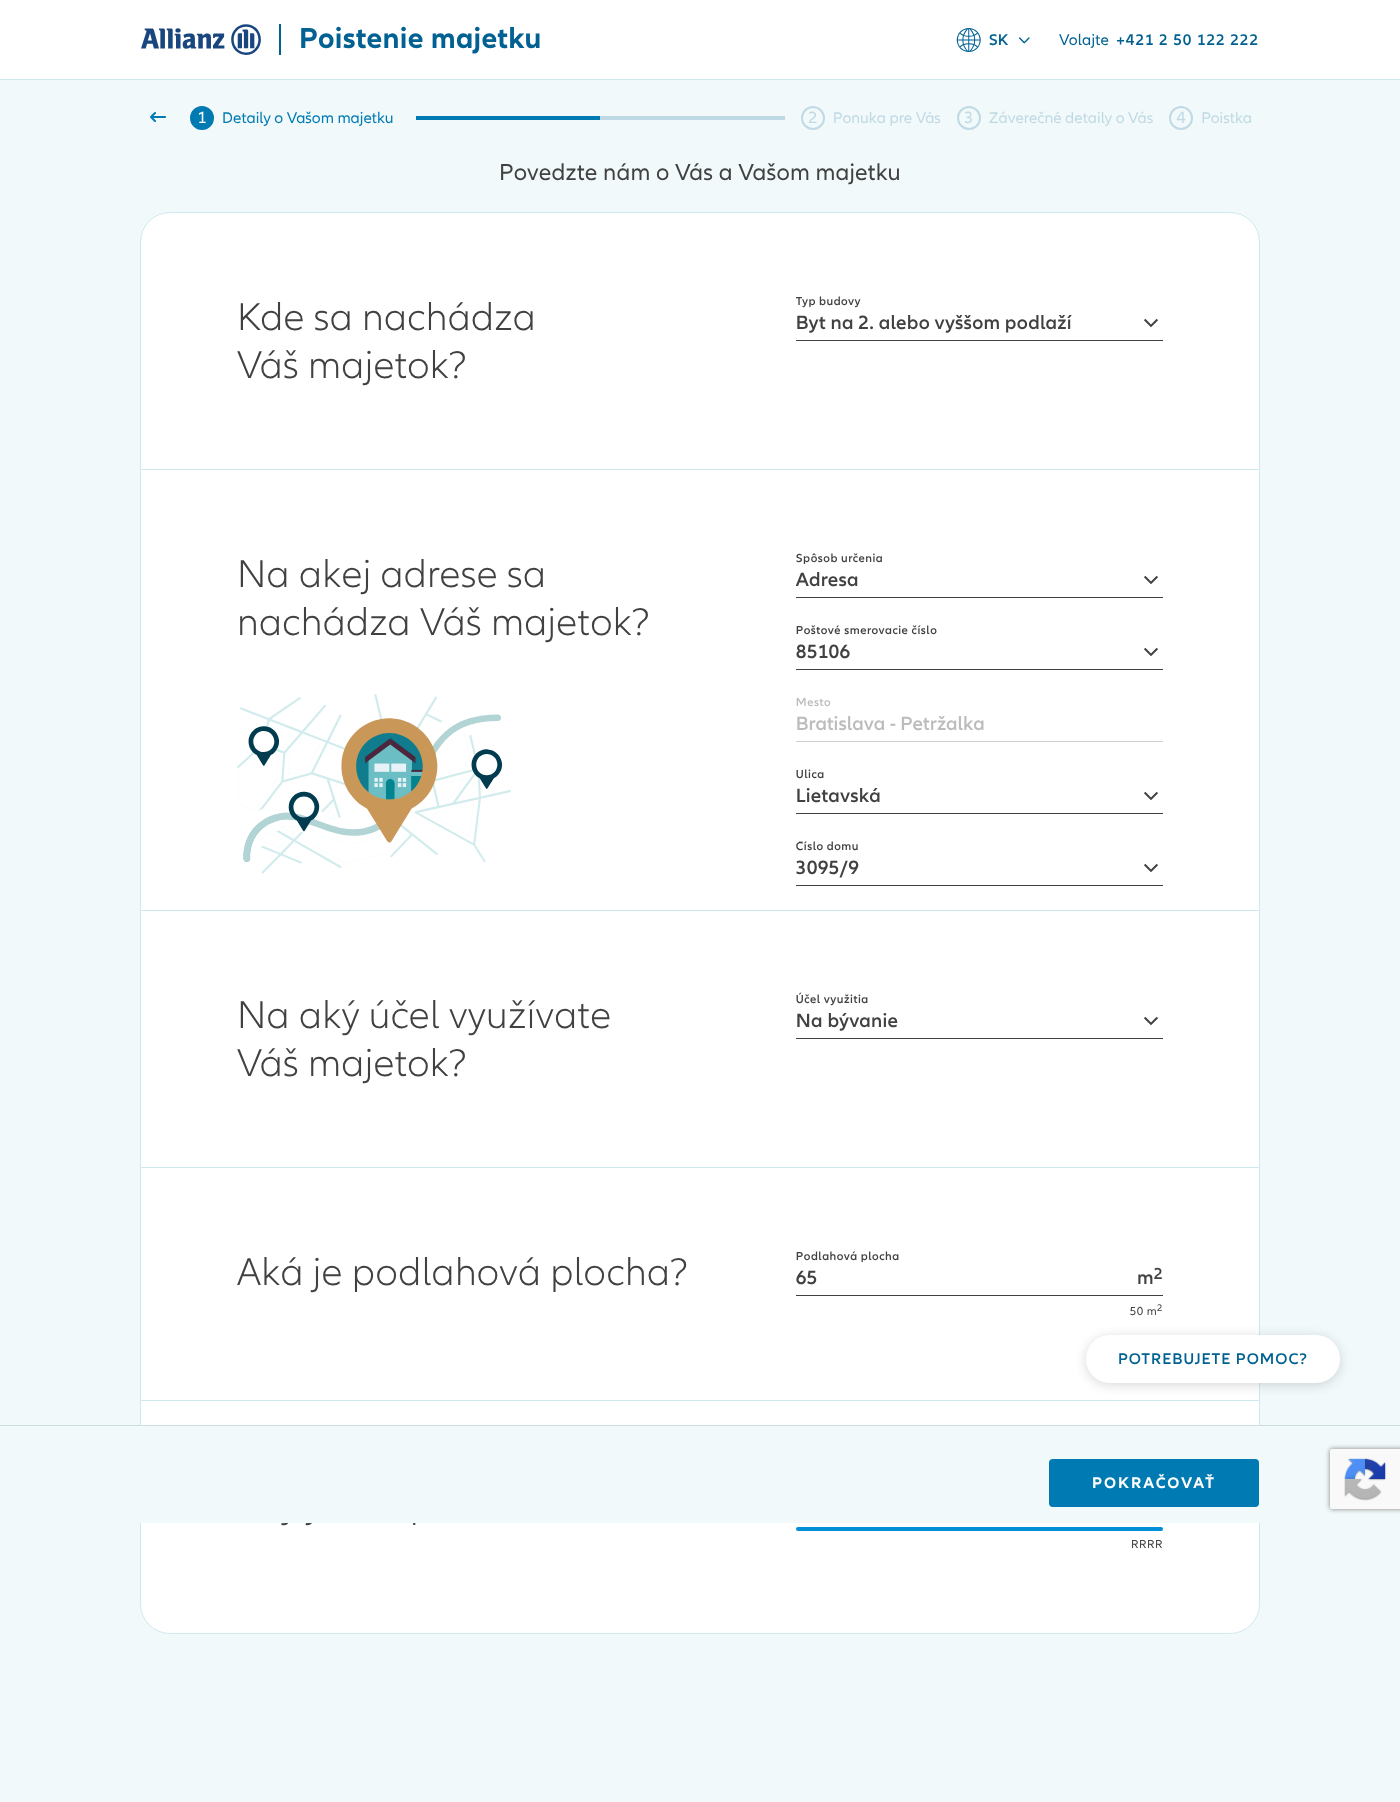 Allianz
Poistenie majetku
SK
Volajte +421 2 50 122 222
1 Detaily o Vašom majetku
2 Ponuka pre Vás
3 Záverečné detaily o Vás
4 Poistka
Povedzte nám o Vás a Vašom majetku
Kde sa nachádza
Váš majetok?
Typ budovy
Byt na 2. alebo vyššom podlaží
Na akej adrese sa
nachádza Váš majetok?
Spôsob určenia
Adresa
Poštové smerovacie číslo
85106
Mesto
Bratislava - Petržalka
Ulica
Lietavská
Císlo domu
3095/9
Na aký účel využívate
Váš majetok?
Účel využitia
Na bývanie
Aká je podlahová plocha?
Podlahová plocha
65 m²
50 m²
POTREBUJETE POMOC?
POKRAČOVAŤ
RRRR